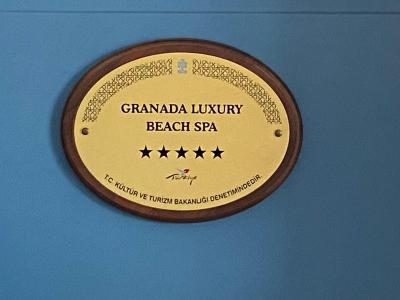 GRANADA LUXURY
BEACH SPA
★★★★★
Türkiye
T.C. KÜLTÜR VE TURİZM BAKANLIĞI DENETİMİNDEDİR.